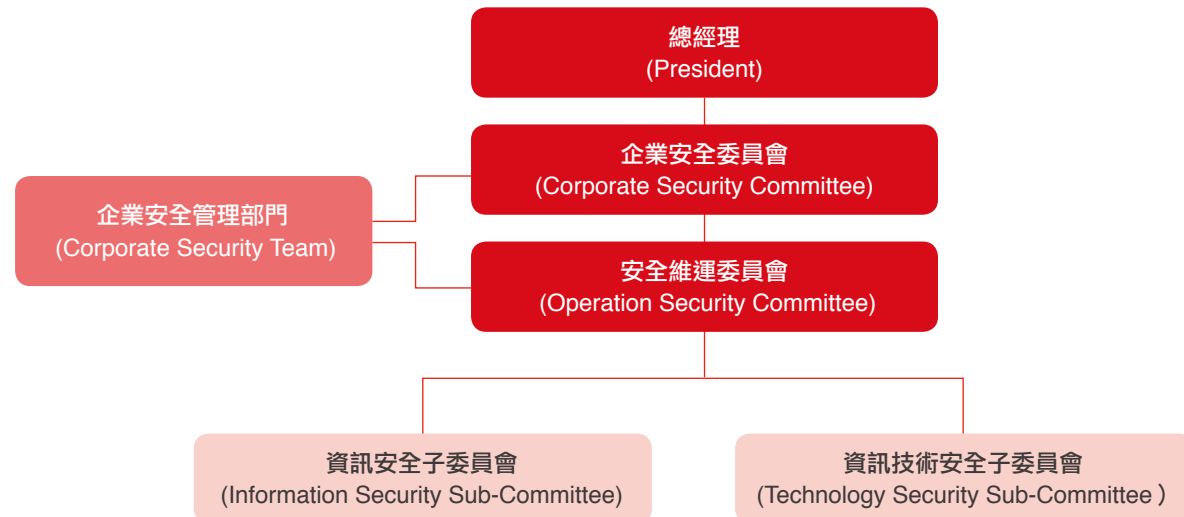 總經理
(President)
企業安全委員會
(Corporate Security Committee)
企業安全管理部門
(Corporate Security Team)
安全維運委員會
(Operation Security Committee)
資訊安全子委員會
(Information Security Sub-Committee)
資訊技術安全子委員會
(Technology Security Sub-Committee）